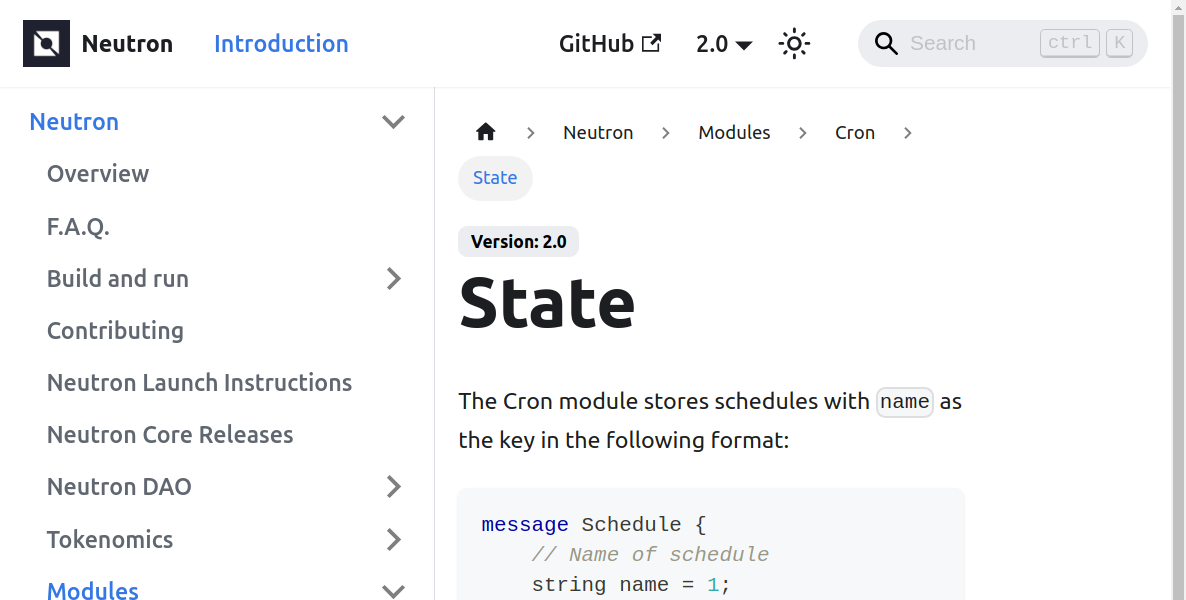 Neutron
Introduction
GitHub
2.0
Search
ctrl K
Neutron
Overview
F.A.Q.
Build and run
Contributing
Neutron Launch Instructions
Neutron Core Releases
Neutron DAO
Tokenomics
Modules
Neutron
Modules
Cron
State
Version: 2.0
State
The Cron module stores schedules with name as
the key in the following format:
message Schedule {
    // Name of schedule
    string name = 1;